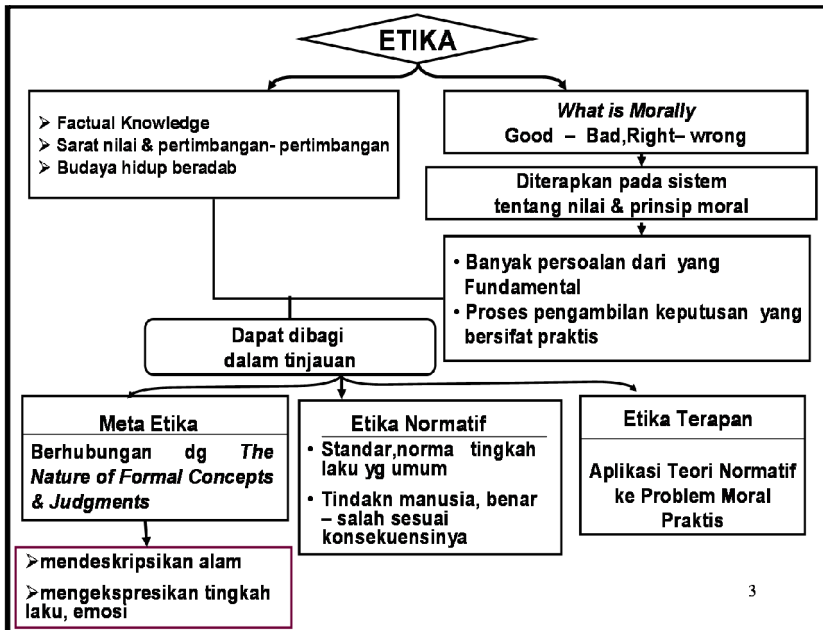 ETIKA
➢ Factual Knowledge
➢ Sarat nilai & pertimbangan- pertimbangan
➢ Budaya hidup beradab
What is Morally
Good – Bad,Right– wrong
Diterapkan pada sistem
tentang nilai & prinsip moral
• Banyak persoalan dari yang
Fundamental
• Proses pengambilan keputusan yang
bersifat praktis
Dapat dibagi
dalam tinjauan
Meta Etika
Berhubungan dg The
Nature of Formal Concepts
& Judgments
➢mendeskripsikan alam
➢mengekspresikan tingkah
laku, emosi
Etika Normatif
• Standar,norma tingkah
laku yg umum
• Tindakn manusia, benar
– salah sesuai
konsekuensinya
Etika Terapan
Aplikasi Teori Normatif
ke Problem Moral
Praktis
3